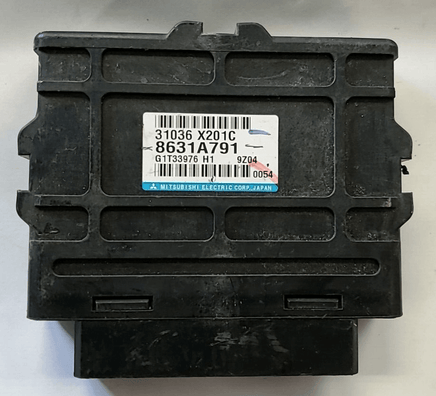 31036 X201C
8631A791
G1T33976 H1 9Z04
0054
MITSUBISHI ELECTRIC CORP. JAPAN